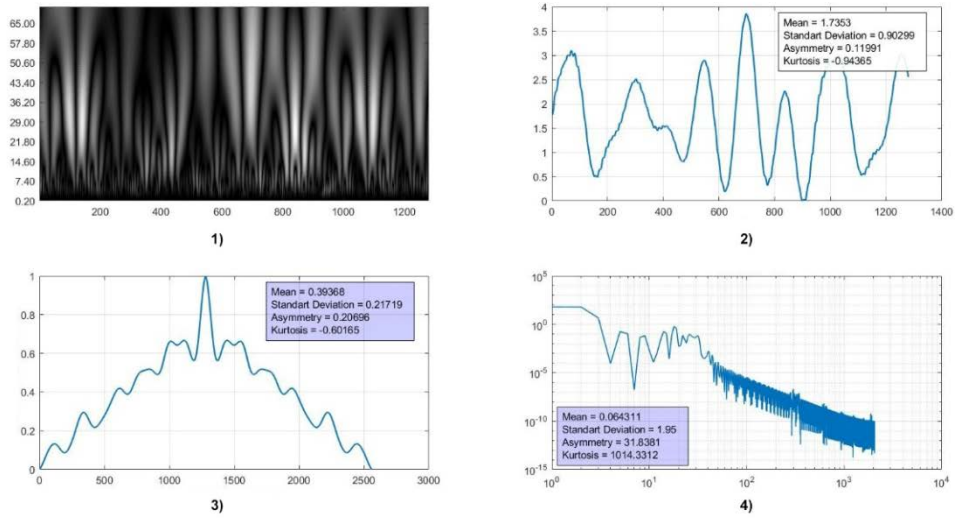 65.00
57.80
50.60
43.40
36.20
29.00
21.80
14.60
7.40
0.20
200 400 600 800 1000 1200
1)
4
3.5
3
2.5
2
1.5
1
0.5
0
0 200 400 600 800 1000 1200 1400
Mean = 1.7353
Standart Deviation = 0.90299
Asymmetry = 0.11991
Kurtosis = -0.94365
2)
1
0.8
0.6
0.4
0.2
0
0 500 1000 1500 2000 2500 3000
Mean = 0.39368
Standart Deviation = 0.21719
Asymmetry = 0.20696
Kurtosis = -0.60165
3)
10^5
10^0
10^-5
10^-10
10^-15
10^0 10^1 10^2 10^3 10^4
Mean = 0.064311
Standart Deviation = 1.95
Asymmetry = 31.8381
Kurtosis = 1014.3312
4)